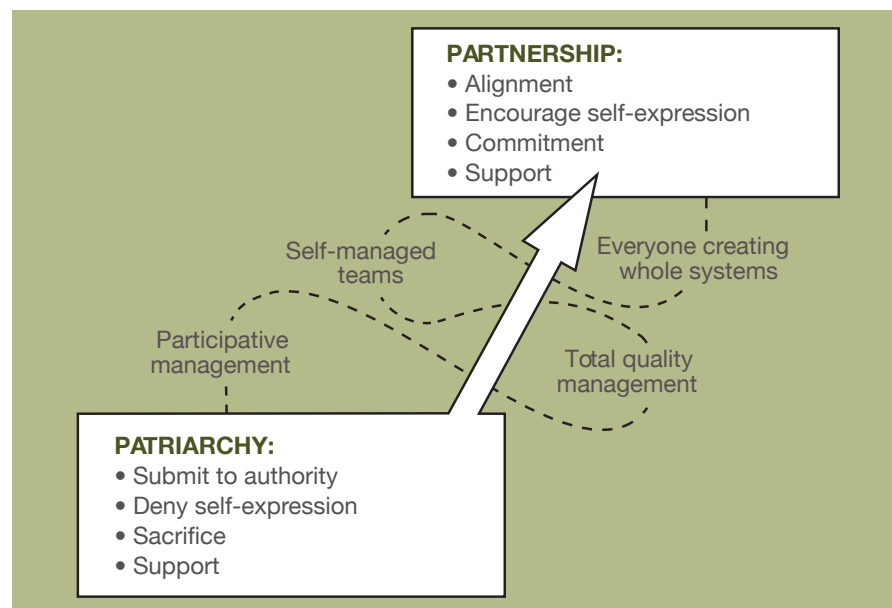 PARTNERSHIP:
• Alignment
• Encourage self-expression
• Commitment
• Support
Self-managed
teams
Everyone creating
whole systems
Participative
management
Total quality
management
PATRIARCHY:
• Submit to authority
• Deny self-expression
• Sacrifice
• Support